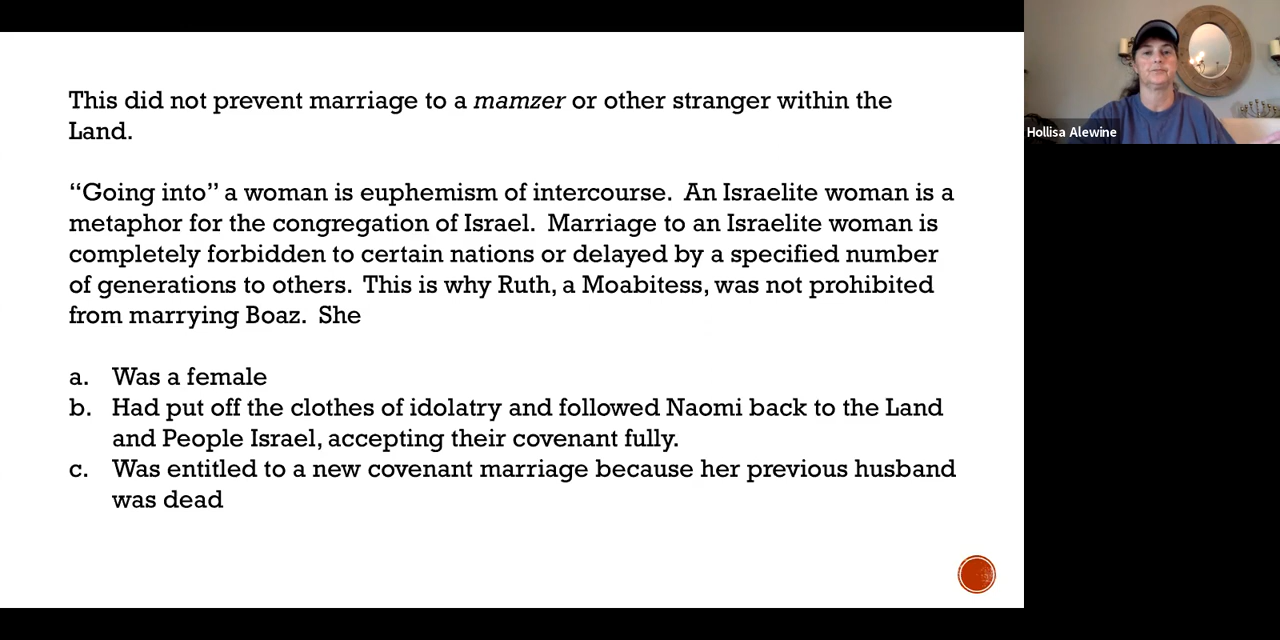 This did not prevent marriage to a mamzer or other stranger within the
Land.
“Going into” a woman is euphemism of intercourse.  An Israelite woman is a
metaphor for the congregation of Israel.  Marriage to an Israelite woman is
completely forbidden to certain nations or delayed by a specified number
of generations to others.  This is why Ruth, a Moabitess, was not prohibited
from marrying Boaz.  She
a. Was a female
b. Had put off the clothes of idolatry and followed Naomi back to the Land
and People Israel, accepting their covenant fully.
c. Was entitled to a new covenant marriage because her previous husband
was dead
Hollisa Alewine